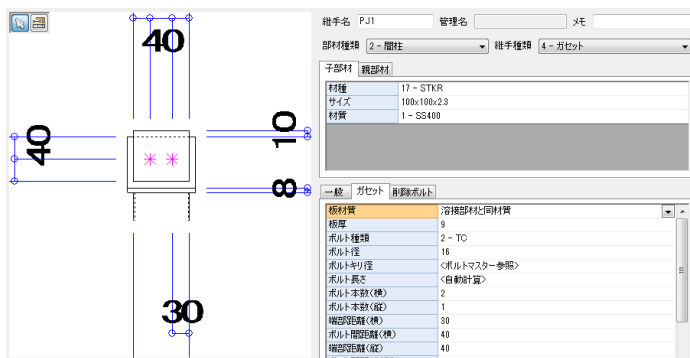 継手名 PJ1 管理名 メモ
部材種類 2 - 間柱 継手種類 4 - ガセット
子部材 親部材
材種 17 - STKR
サイズ 100x100x2.3
材質 1 - SS400
40
40
10
8
30
一般 ガセット 削除ボルト
板材質 溶接部材と同材質
板厚 9
ボルト種類 2 - TC
ボルト径 16
ボルトキリ径 <ボルトマスター参照>
ボルト長さ <自動計算>
ボルト本数(横) 2
ボルト本数(縦) 1
端部距離(横) 30
ボルト間距離(横) 40
端部距離(縦) 40